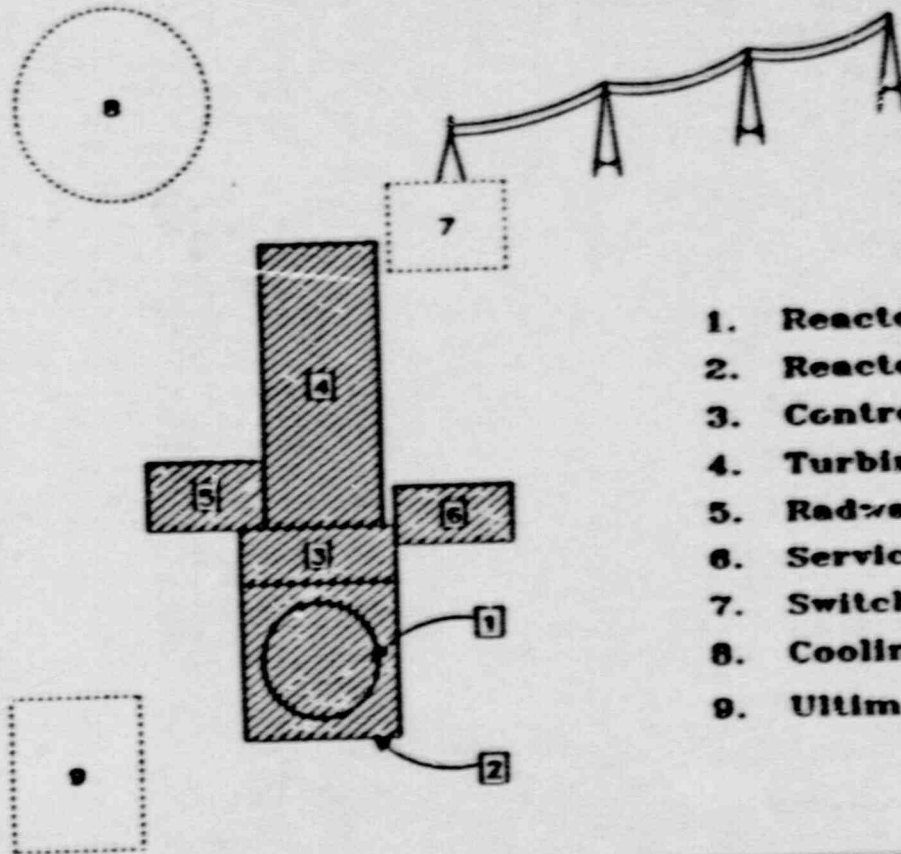 8
7
4
5
6
3
1
2
9
1. Reacto
2. Reacto
3. Contro
4. Turbin
5. Radwa
6. Servic
7. Switch
8. Coolin
9. Ultim